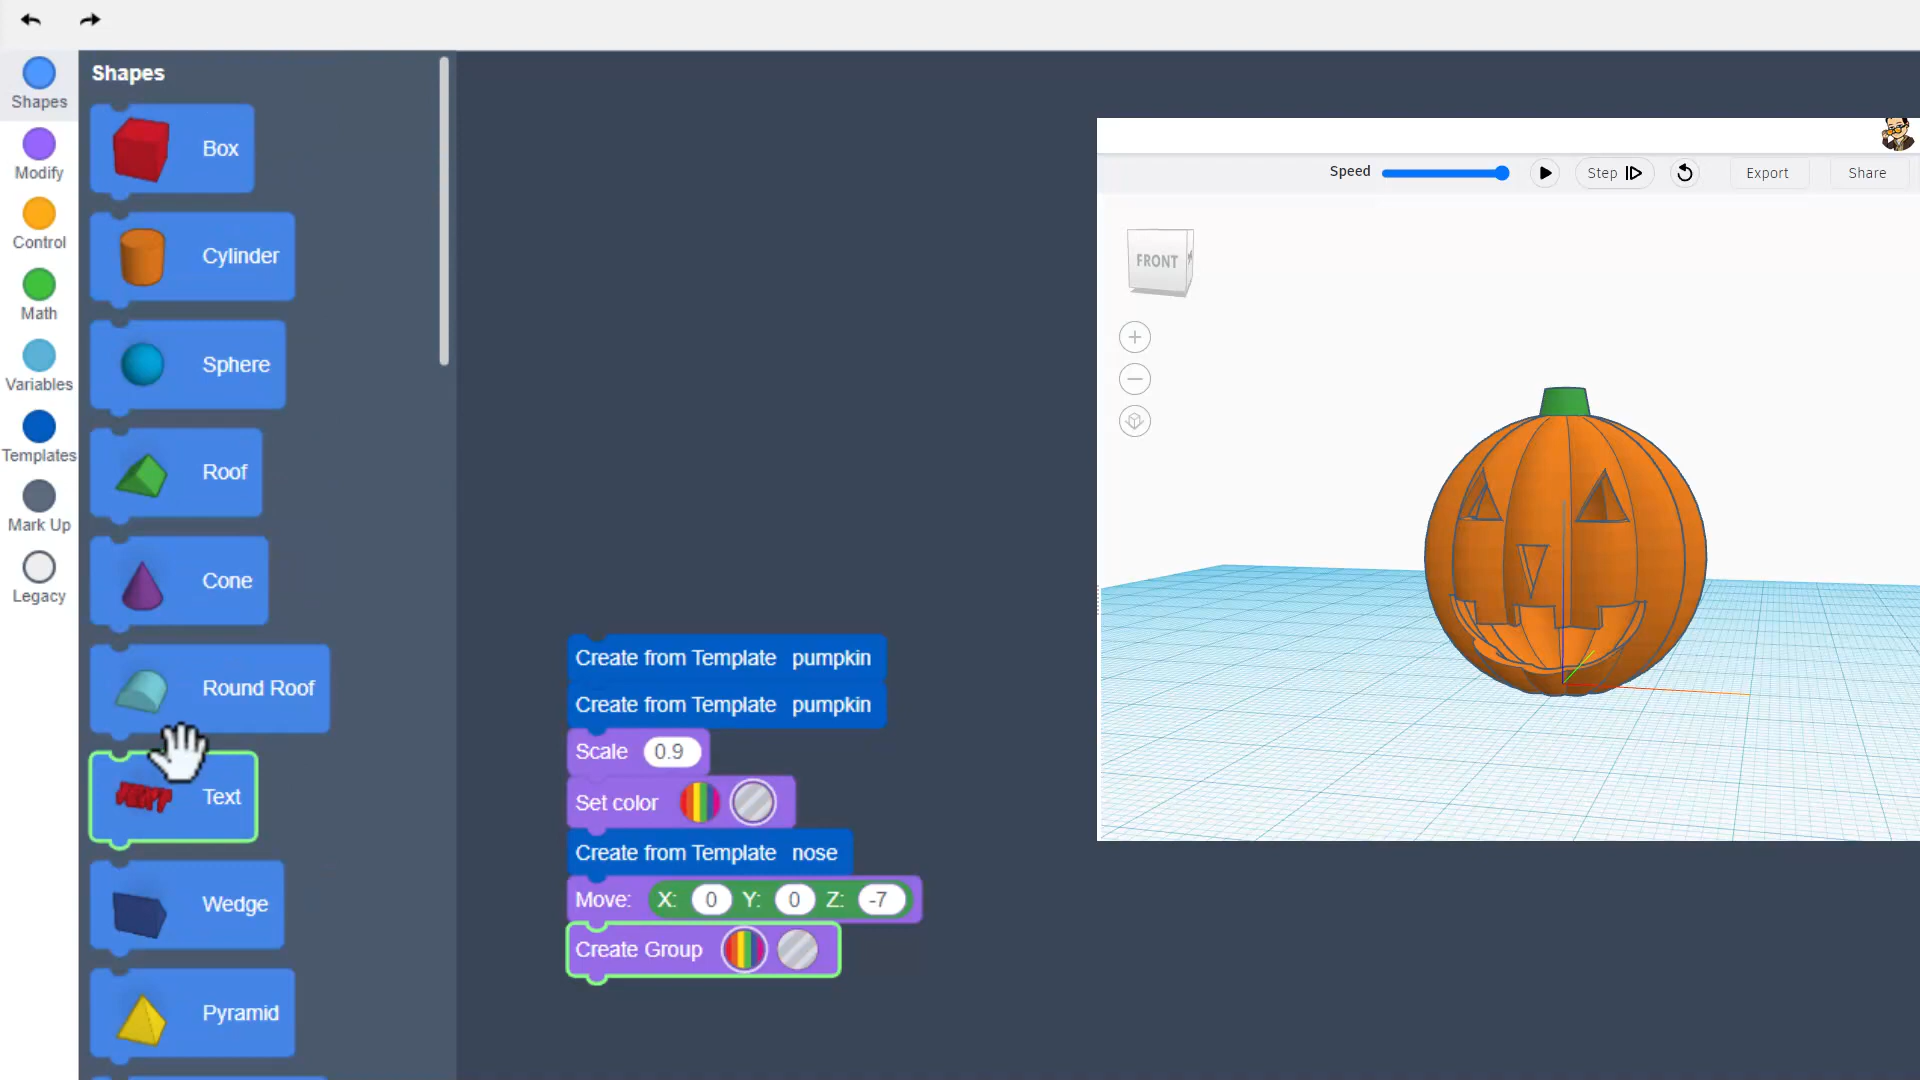 Shapes
Modify
Control
Math
Variables
Templates
Mark Up
Legacy
Shapes
Box
Cylinder
Sphere
Roof
Cone
Round Roof
Text
Wedge
Pyramid
Create from Template pumpkin
Create from Template pumpkin
Scale 0.9
Set color
Create from Template nose
Move: X: 0 Y: 0 Z: -7
Create Group
Speed Step Export Share
FRONT